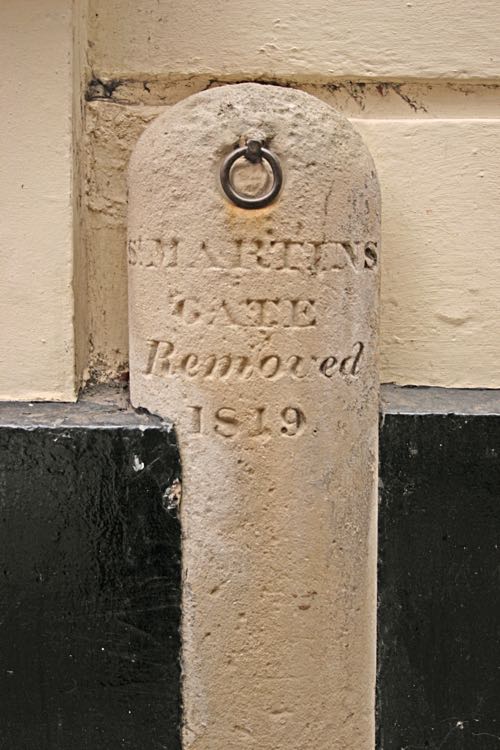 St MARTINS
GATE
Removed
1819.